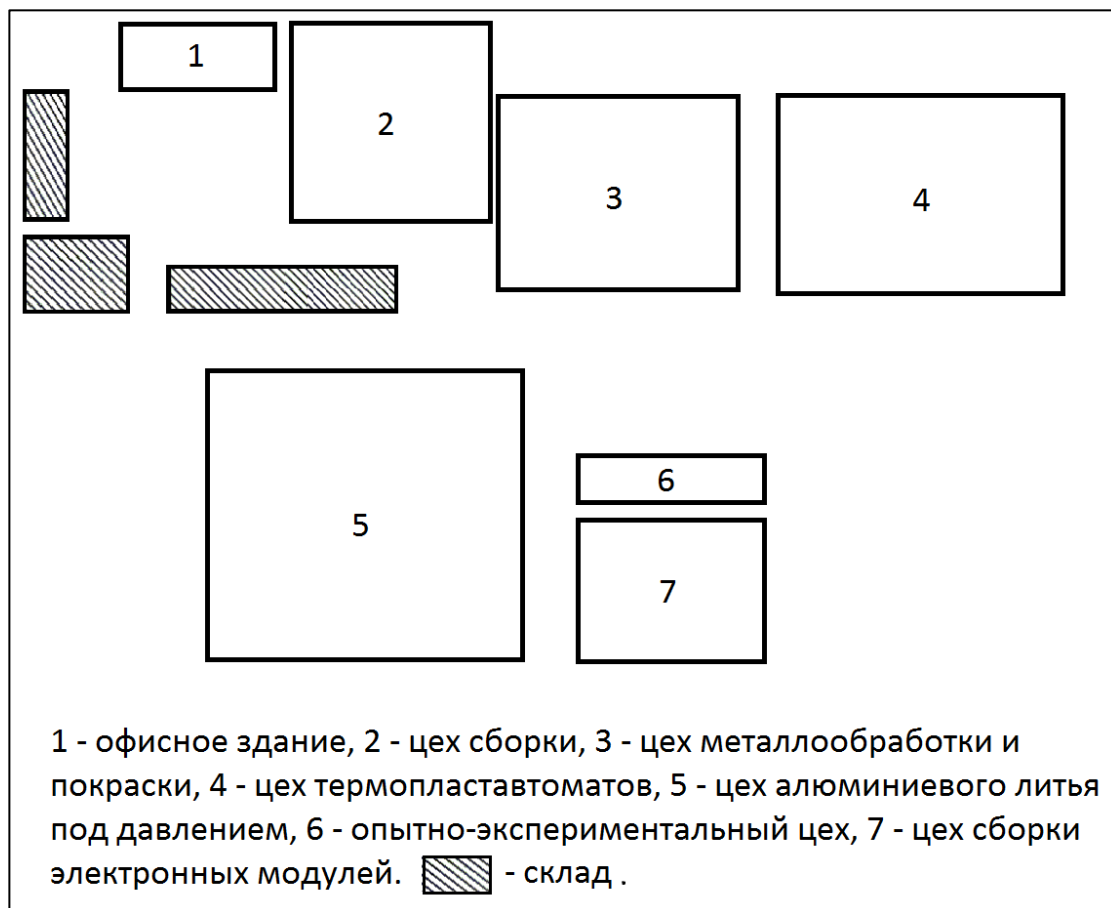 1
2
3
4
5
6
7
1 - офисное здание, 2 - цех сборки, 3 - цех металлообработки и
покраски, 4 - цех термопластавтоматов, 5 - цех алюминиевого литья
под давлением, 6 - опытно-экспериментальный цех, 7 - цех сборки
электронных модулей. - склад .